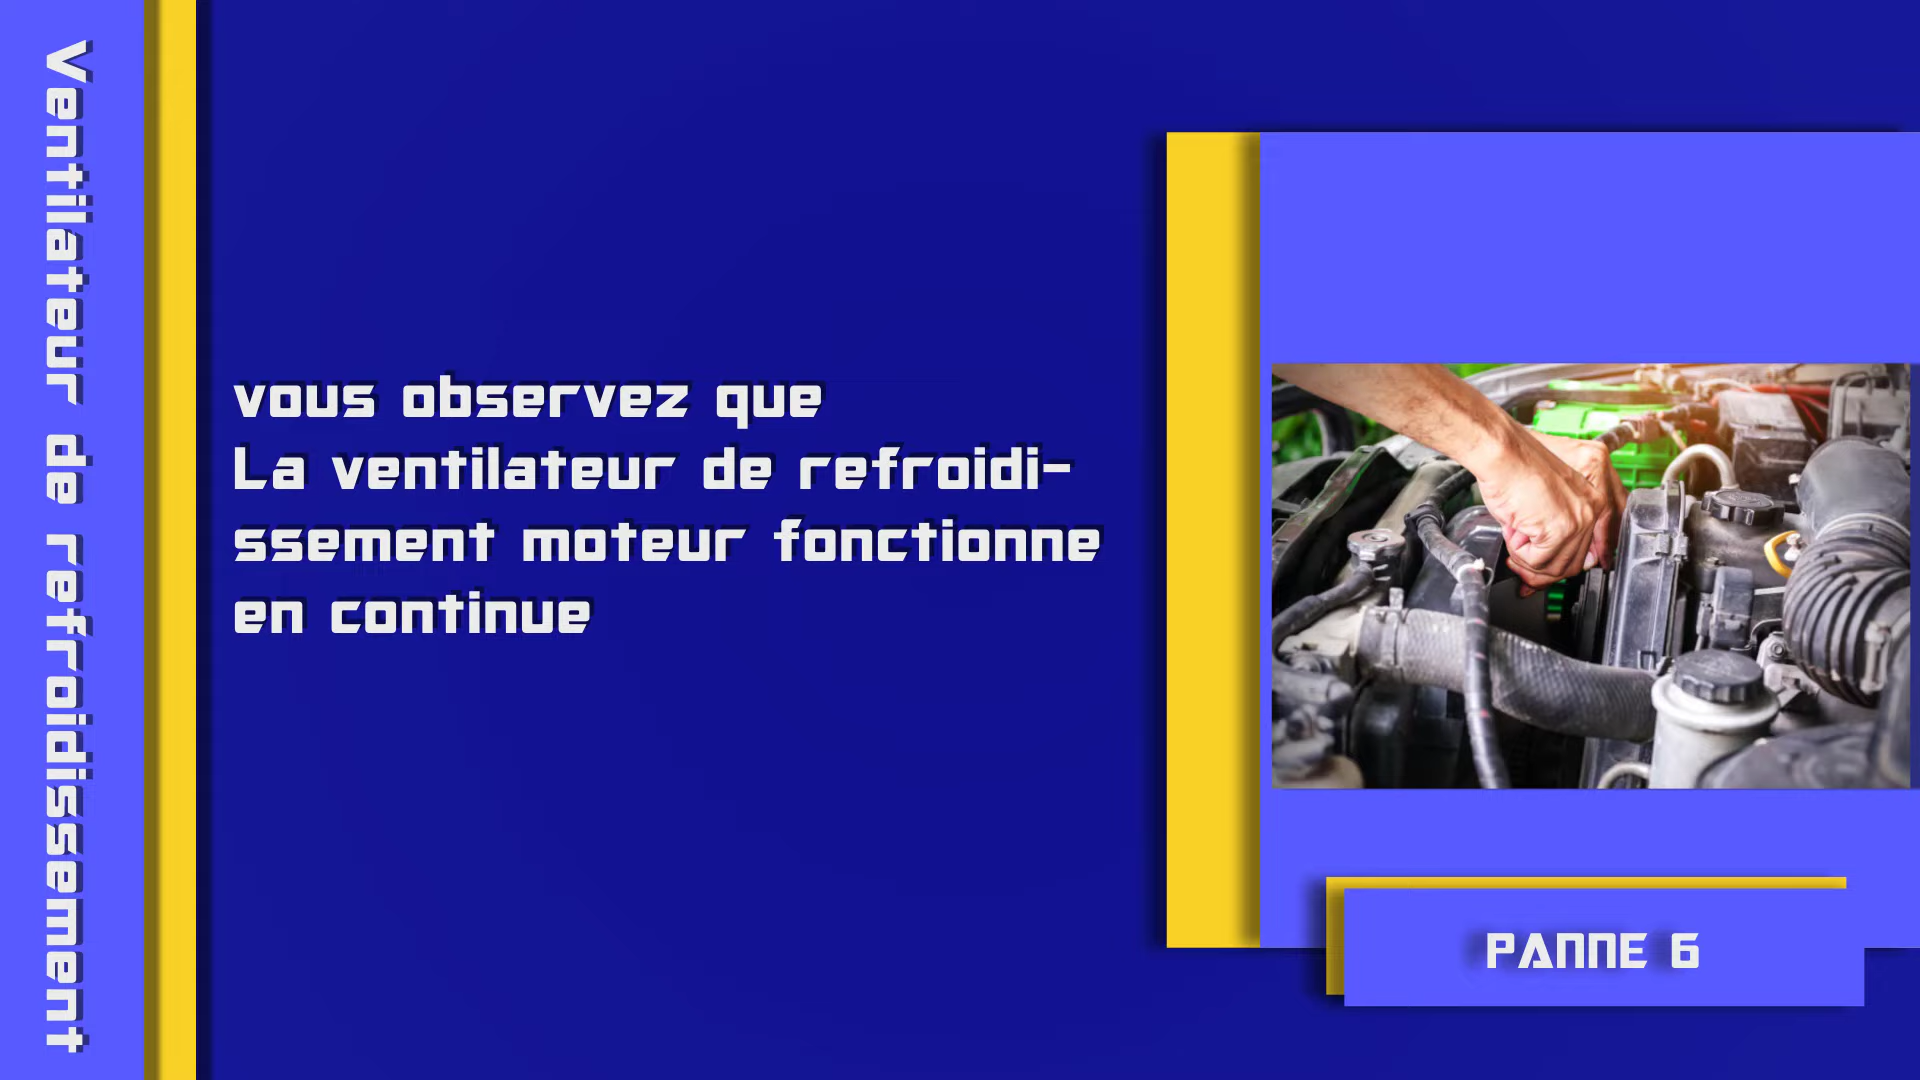 Ventilateur de refroidissement
vous observez que
La ventilateur de refroidi-
ssement moteur fonctionne
en continue
PANNE 6